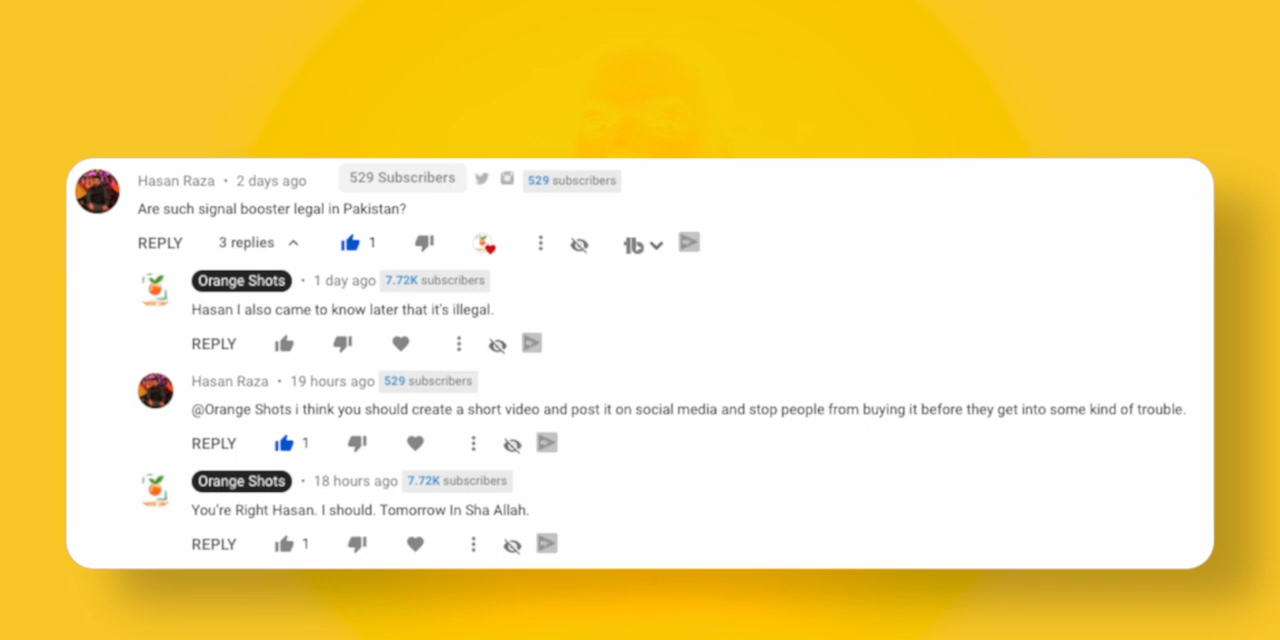 Hasan Raza • 2 days ago 529 Subscribers 529 subscribers
Are such signal booster legal in Pakistan?
REPLY 3 replies 1
Orange Shots • 1 day ago 7.72K subscribers
Hasan I also came to know later that it's illegal.
REPLY
Hasan Raza • 19 hours ago 529 subscribers
@Orange Shots i think you should create a short video and post it on social media and stop people from buying it before they get into some kind of trouble.
REPLY 1
Orange Shots • 18 hours ago 7.72K subscribers
You're Right Hasan. I should. Tomorrow In Sha Allah.
REPLY 1